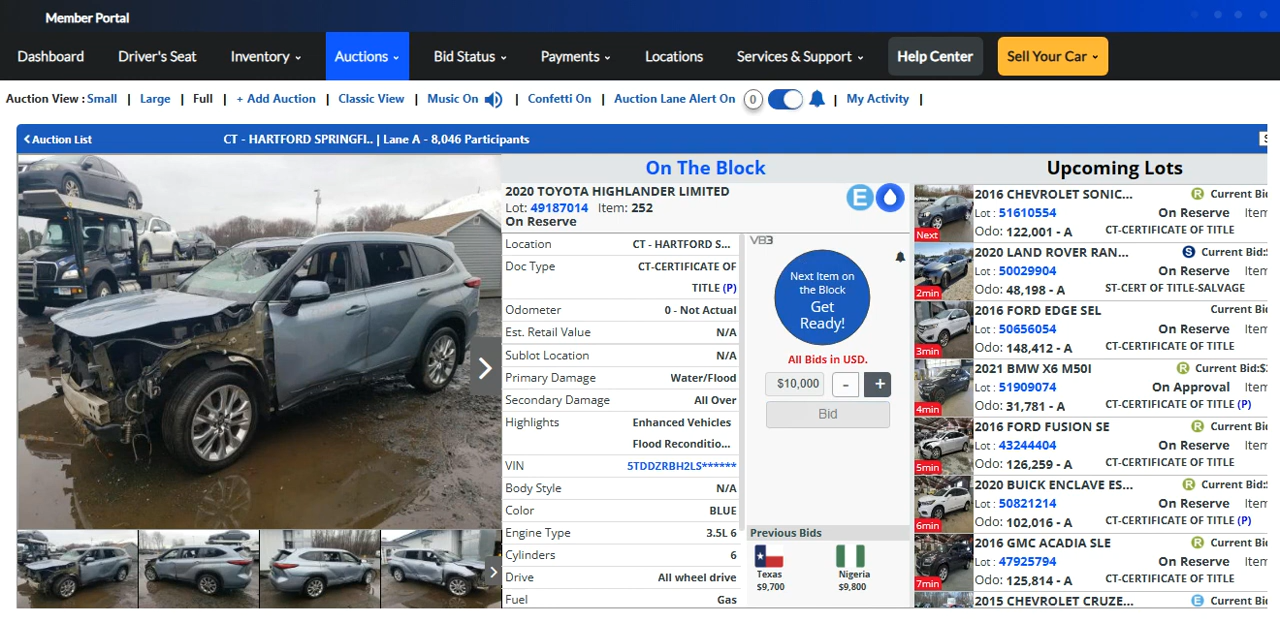 Member Portal
Dashboard Driver's Seat Inventory Auctions Bid Status Payments Locations Services & Support Help Center Sell Your Car
Auction View : Small | Large | Full | + Add Auction | Classic View | Music On | Confetti On | Auction Lane Alert On 0 | My Activity |
Auction List CT - HARTFORD SPRINGFI.. | Lane A - 8,046 Participants
On The Block
2020 TOYOTA HIGHLANDER LIMITED
Lot: 49187014 Item: 252
On Reserve
E
Location CT - HARTFORD S...
Doc Type CT-CERTIFICATE OF
TITLE (P)
Odometer 0 - Not Actual
Est. Retail Value N/A
Sublot Location N/A
Primary Damage Water/Flood
Secondary Damage All Over
Highlights Enhanced Vehicles
Flood Reconditio...
VIN 5TDDZRBH2LS******
Body Style N/A
Color BLUE
Engine Type 3.5L 6
Cylinders 6
Drive All wheel drive
Fuel Gas
VB3
Next Item on
the Block
Get
Ready!
All Bids in USD.
$10,000 - +
Bid
Previous Bids
Texas
$9,700
Nigeria
$9,800
Upcoming Lots
2016 CHEVROLET SONIC... R Current Bi
Lot : 51610554 On Reserve Item
Odo: 122,001 - A CT-CERTIFICATE OF TITLE
Next
2020 LAND ROVER RAN... S Current Bid:
Lot : 50029904 On Reserve Item
Odo: 48,198 - A ST-CERT OF TITLE-SALVAGE
2min
2016 FORD EDGE SEL Current Bi
Lot : 50656054 On Reserve Item
Odo: 148,412 - A CT-CERTIFICATE OF TITLE
3min
2021 BMW X6 M50I R Current Bid:$
Lot : 51909074 On Approval Item
Odo: 31,781 - A CT-CERTIFICATE OF TITLE (P)
4min
2016 FORD FUSION SE R Current Bi
Lot : 43244404 On Reserve Item
Odo: 126,259 - A CT-CERTIFICATE OF TITLE
5min
2020 BUICK ENCLAVE ES... R Current Bid:
Lot : 50821214 On Reserve Item
Odo: 102,016 - A CT-CERTIFICATE OF TITLE (P)
6min
2016 GMC ACADIA SLE R Current Bi
Lot : 47925794 On Reserve Item
Odo: 125,814 - A CT-CERTIFICATE OF TITLE
7min
2015 CHEVROLET CRUZE... E Current Bi